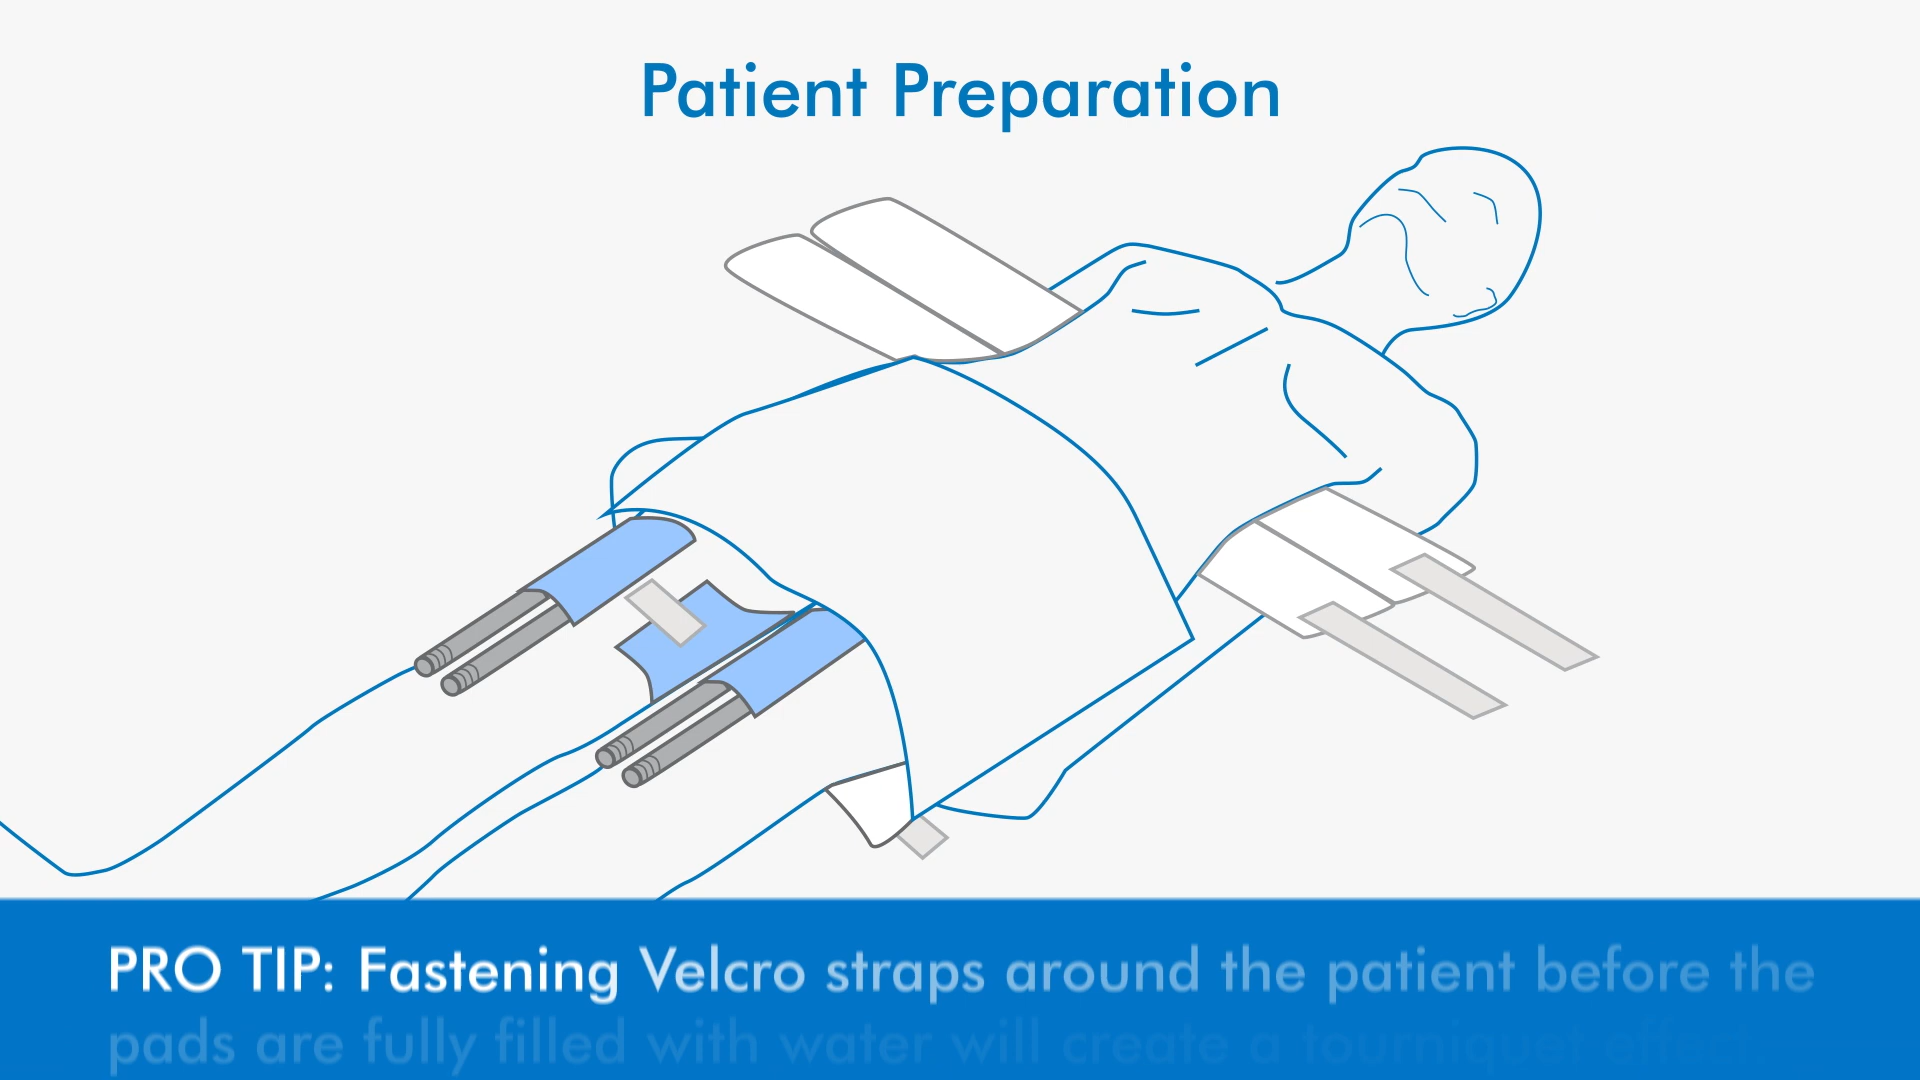 Patient Preparation
PRO TIP: Fastening Velcro straps around the patient before the
pads are fully filled with water will create a tourniquet effect.